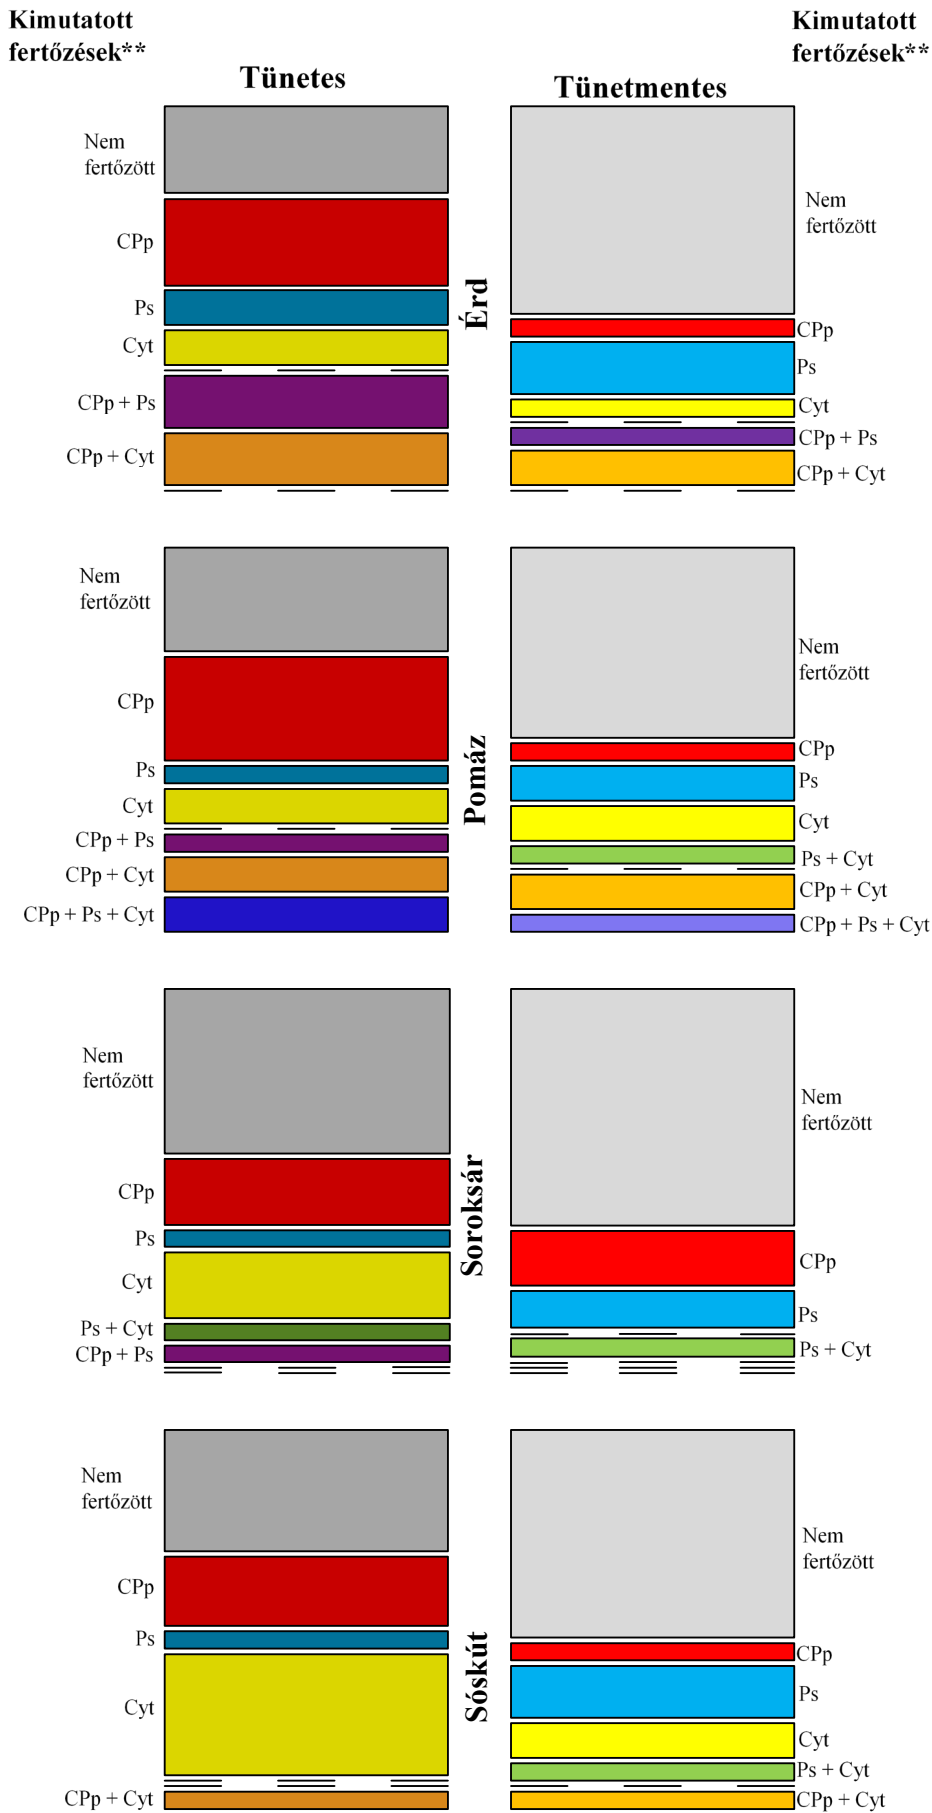 Kimutatott
fertőzések**
Kimutatott
fertőzések**
Tünetes
Tünetmentes
Érd
Nem
fertőzött
CPp
Ps
Cyt
CPp + Ps
CPp + Cyt
Nem
fertőzött
CPp
Ps
Cyt
CPp + Ps
CPp + Cyt
Pomáz
Nem
fertőzött
CPp
Ps
Cyt
CPp + Ps
CPp + Cyt
CPp + Ps + Cyt
Nem
fertőzött
CPp
Ps
Cyt
Ps + Cyt
CPp + Cyt
CPp + Ps + Cyt
Soroksár
Nem
fertőzött
CPp
Ps
Cyt
Ps + Cyt
CPp + Ps
Nem
fertőzött
CPp
Ps
Ps + Cyt
Sóskút
Nem
fertőzött
CPp
Ps
Cyt
CPp + Cyt
Nem
fertőzött
CPp
Ps
Cyt
Ps + Cyt
CPp + Cyt